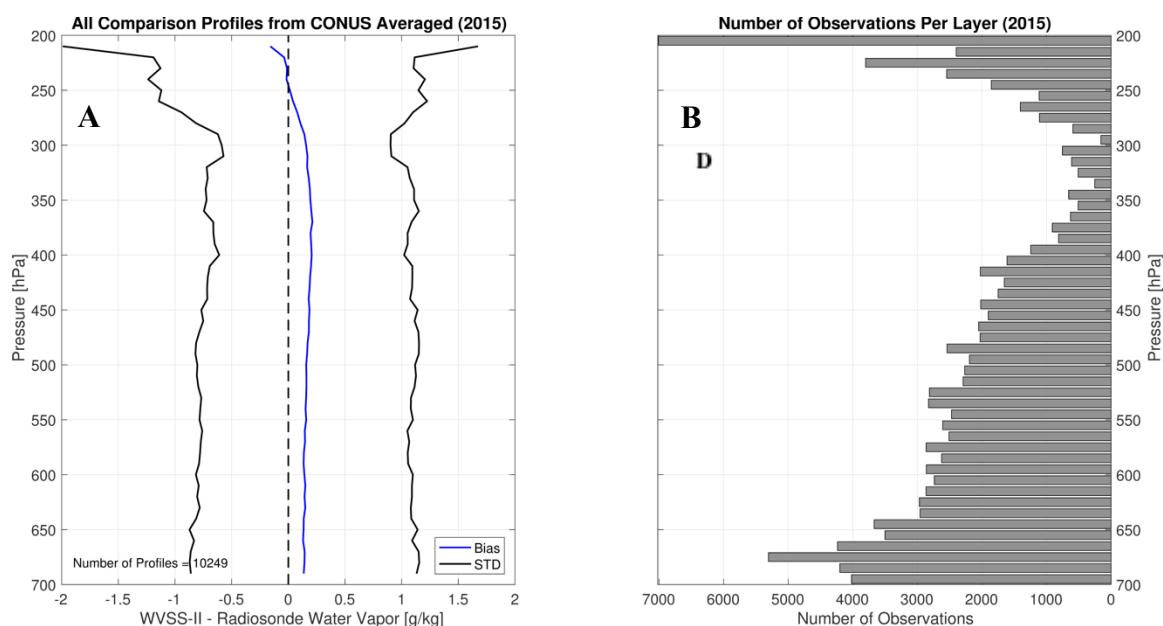 All Comparison Profiles from CONUS Averaged (2015)
200
250
300
350
400
450
500
550
600
650
700
Pressure [hPa]
A
Number of Profiles = 10249
Bias
STD
-2 -1.5 -1 -0.5 0 0.5 1 1.5 2
WVSS-II - Radiosonde Water Vapor [g/kg]
Number of Observations Per Layer (2015)
B
D
200
250
300
350
400
450
500
550
600
650
700
Pressure [hPa]
7000 6000 5000 4000 3000 2000 1000 0
Number of Observations